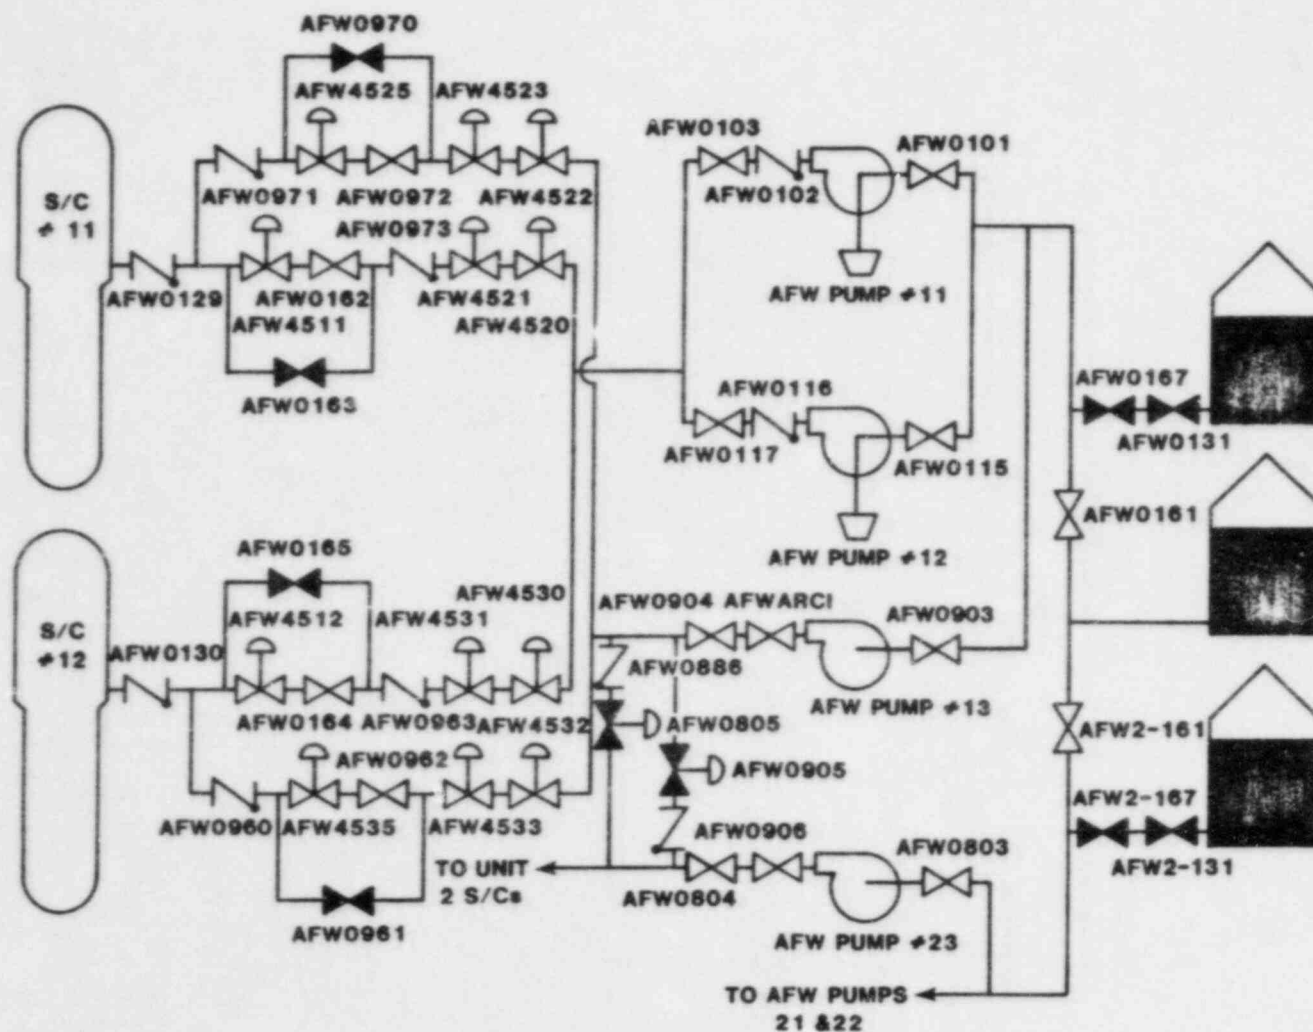 AFW0970
AFW4525
AFW4523
AFW0971
AFW0972
AFW4522
S/C
# 11
AFW0973
AFW0129
AFW0162
AFW4521
AFW4511
AFW4520
AFW0163
AFW0103
AFW0101
AFW0102
AFW PUMP #11
AFW0116
AFW0117
AFW0115
AFW PUMP #12
AFW0167
AFW0131
AFW0161
AFW0165
AFW4530
AFW4512
AFW4531
S/C
#12
AFW0130
AFW0164
AFW0963
AFW4532
AFW0904
AFWARCI
AFW0903
AFW0886
AFW PUMP #13
AFW0805
AFW0905
AFW2-161
AFW0962
AFW0960
AFW4535
AFW4533
AFW0906
AFW0803
AFW2-167
AFW2-131
TO UNIT
2 S/Cs
AFW0804
AFW0961
AFW PUMP #23
TO AFW PUMPS
21 &22